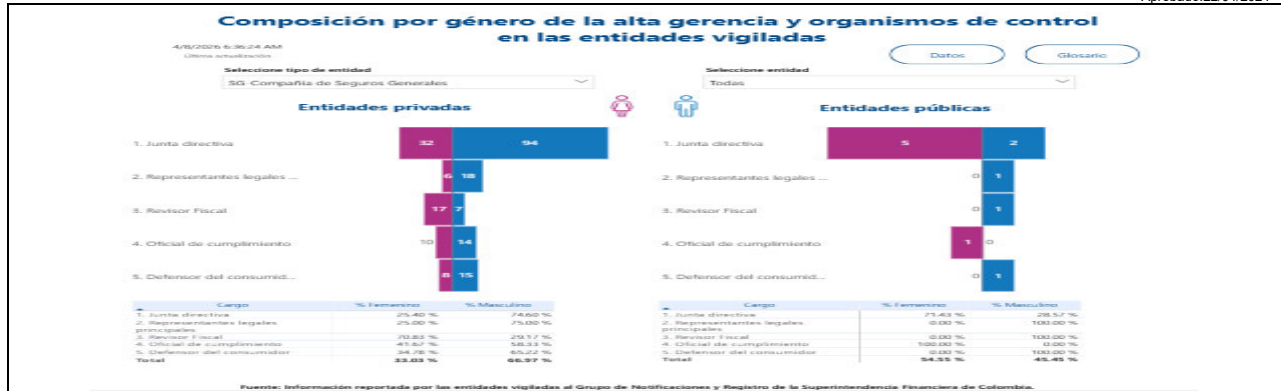 Aprobado:22/04/2024
Composición por género de la alta gerencia y organismos de control
en las entidades vigiladas
4/8/2026 6:36:24 AM
Última actualización
Datos
Glosario
Seleccione tipo de entidad
SG-Compañía de Seguros Generales
Seleccione entidad
Todas
Entidades privadas
1. Junta directiva 32 94
2. Representantes legales ... 6 18
3. Revisor Fiscal 17 7
4. Oficial de cumplimiento 10 14
5. Defensor del consumid... 8 15
Cargo % Femenino % Masculino
1. Junta directiva 25.40 % 74.60 %
2. Representantes legales 25.00 % 75.00 %
principales
3. Revisor Fiscal 70.83 % 29.17 %
4. Oficial de cumplimiento 41.67 % 58.33 %
5. Defensor del consumidor 34.78 % 65.22 %
Total 33.03 % 66.97 %
Entidades públicas
1. Junta directiva 5 2
2. Representantes legales ... 0 1
3. Revisor Fiscal 0 1
4. Oficial de cumplimiento 1 0
5. Defensor del consumid... 0 1
Cargo % Femenino % Masculino
1. Junta directiva 71.43 % 28.57 %
2. Representantes legales 0.00 % 100.00 %
principales
3. Revisor Fiscal 0.00 % 100.00 %
4. Oficial de cumplimiento 100.00 % 0.00 %
5. Defensor del consumidor 0.00 % 100.00 %
Total 54.55 % 45.45 %
Fuente: Información reportada por las entidades vigiladas al Grupo de Notificaciones y Registro de la Superintendencia Financiera de Colombia.